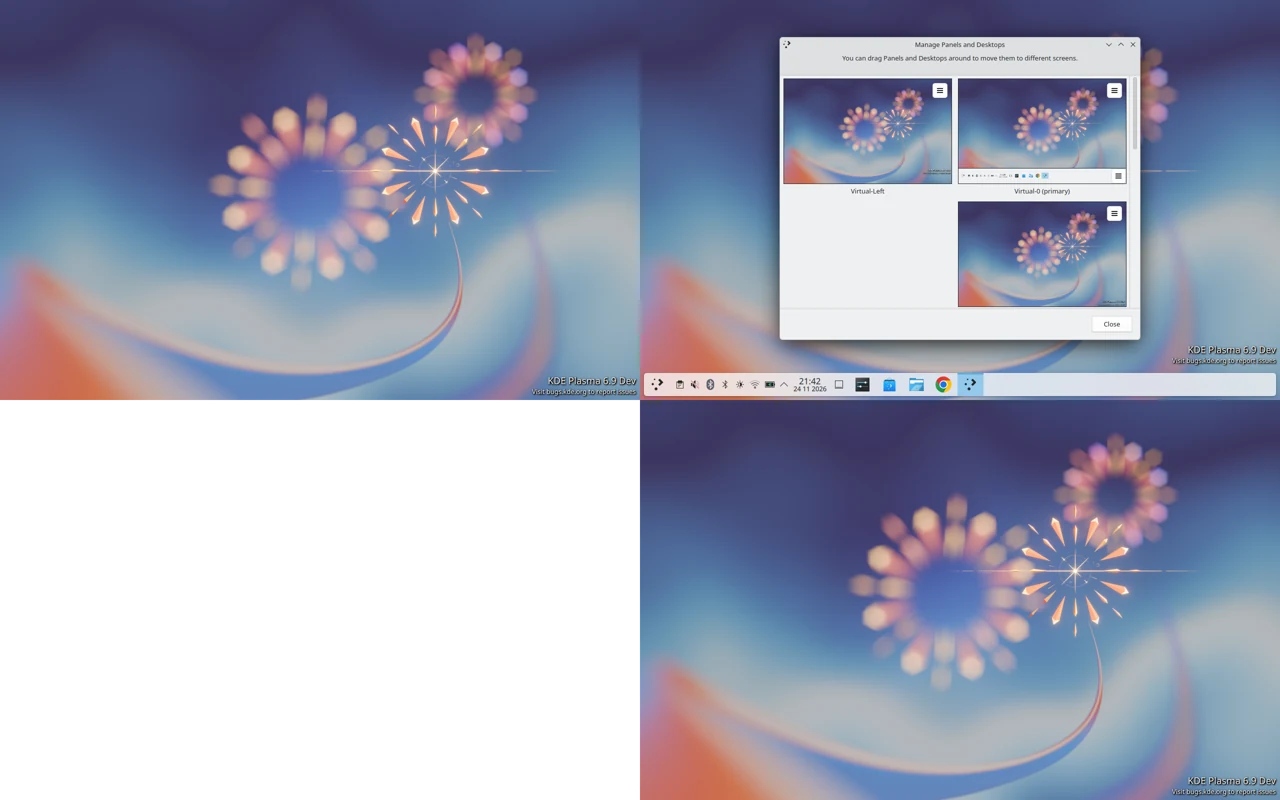 KDE Plasma 6.9 Dev
Visit bugs.kde.org to report issues
Manage Panels and Desktops
You can drag Panels and Desktops around to move them to different screens.
Virtual-Left
Virtual-0 (primary)
Close
KDE Plasma 6.9 Dev
Visit bugs.kde.org to report issues
21:42
24 11 2026
KDE Plasma 6.9 Dev
Visit bugs.kde.org to report issues